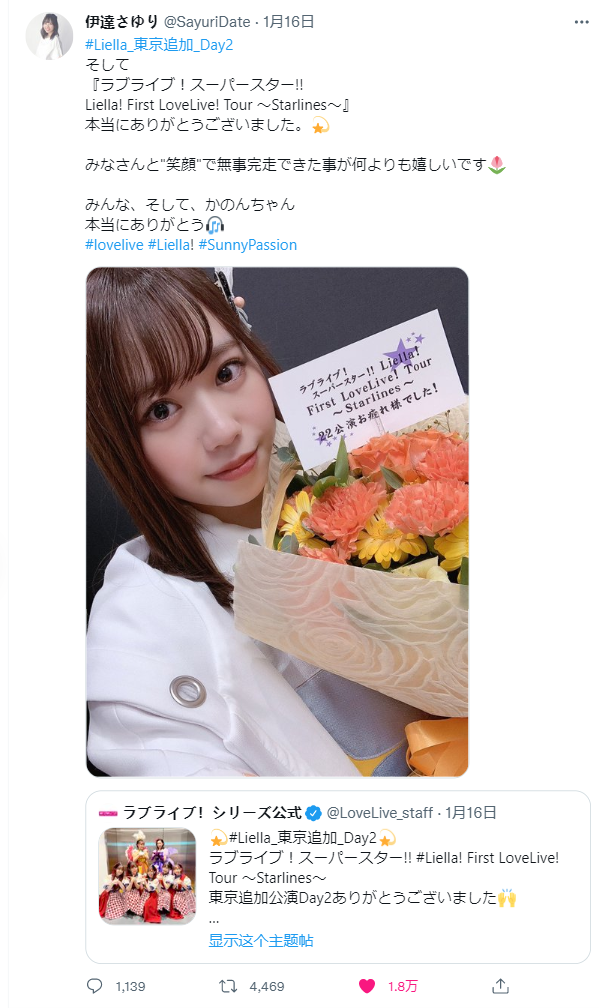 伊達さゆり @SayuriDate · 1月16日
#Liella_東京追加_Day2
そして
『ラブライブ！スーパースター!!
Liella! First LoveLive! Tour ～Starlines～』
本当にありがとうございました。
みなさんと"笑顔"で無事完走できた事が何よりも嬉しいです
みんな、そして、かのんちゃん
本当にありがとう
#lovelive #Liella! #SunnyPassion
ラブライブ！
スーパースター!! Liella!
First LoveLive! Tour
～Starlines～
22公演お疲れ様でした!
ラブライブ！シリーズ公式 @LoveLive_staff · 1月16日
#Liella_東京追加_Day2
ラブライブ！スーパースター!! #Liella! First LoveLive!
Tour ～Starlines～
東京追加公演Day2ありがとうございました
...
显示这个主题帖
1,139 4,469 1.8万